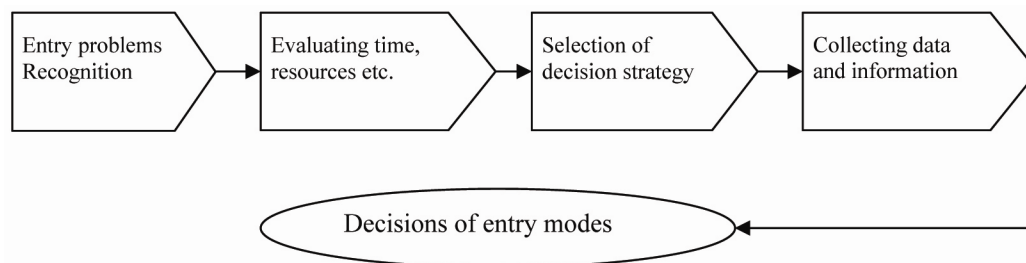 Entry problems
Recognition
Evaluating time,
resources etc.
Selection of
decision strategy
Collecting data
and information
Decisions of entry modes